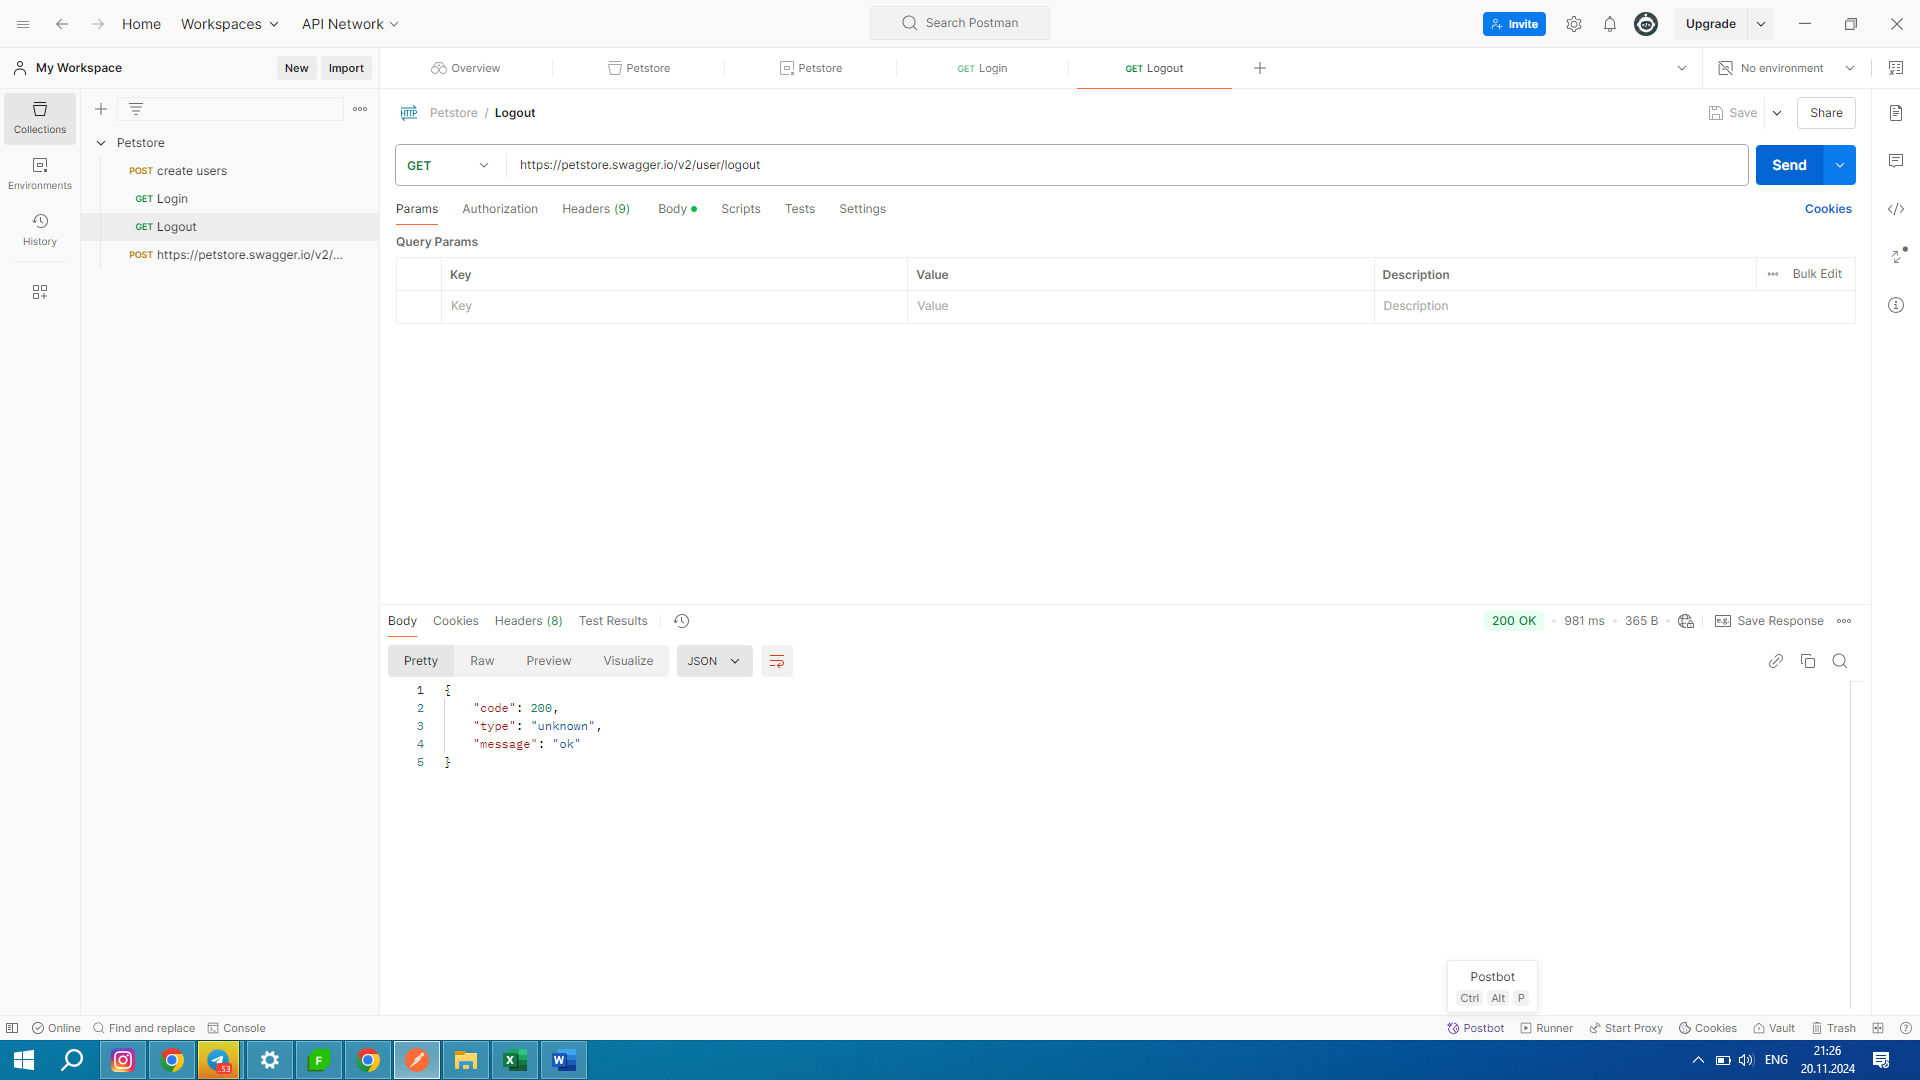 Home Workspaces API Network Search Postman Invite Upgrade
My Workspace New Import Overview Petstore Petstore GET Login GET Logout No environment
Collections
Environments
History
Petstore
POST create users
GET Login
GET Logout
POST https://petstore.swagger.io/v2/...
HTTP Petstore / Logout Save Share
GET https://petstore.swagger.io/v2/user/logout Send
Params Authorization Headers (9) Body Scripts Tests Settings Cookies
Query Params
Key Value Description Bulk Edit
Key Value Description
Body Cookies Headers (8) Test Results 200 OK 981 ms 365 B e.g. Save Response
Pretty Raw Preview Visualize JSON
1 {
2 "code": 200,
3 "type": "unknown",
4 "message": "ok"
5 }
Postbot
Ctrl Alt P
Online Find and replace Console Postbot Runner Start Proxy Cookies Vault Trash
53 F X W ENG 21:26
20.11.2024